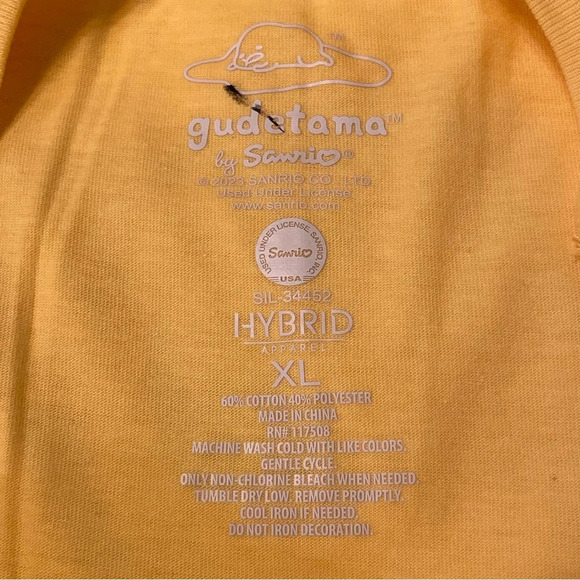 TM
gudetama™
by Sanrio™
© 2023 SANRIO CO., LTD.
Used Under License.
www.sanrio.com
USED UNDER LICENSE, SANRIO, INC.
Sanrio
USA
SIL-34452
HYBRID
APPAREL
XL
60% COTTON 40% POLYESTER
MADE IN CHINA
RN# 117508
MACHINE WASH COLD WITH LIKE COLORS.
GENTLE CYCLE.
ONLY NON-CHLORINE BLEACH WHEN NEEDED.
TUMBLE DRY LOW. REMOVE PROMPTLY.
COOL IRON IF NEEDED.
DO NOT IRON DECORATION.